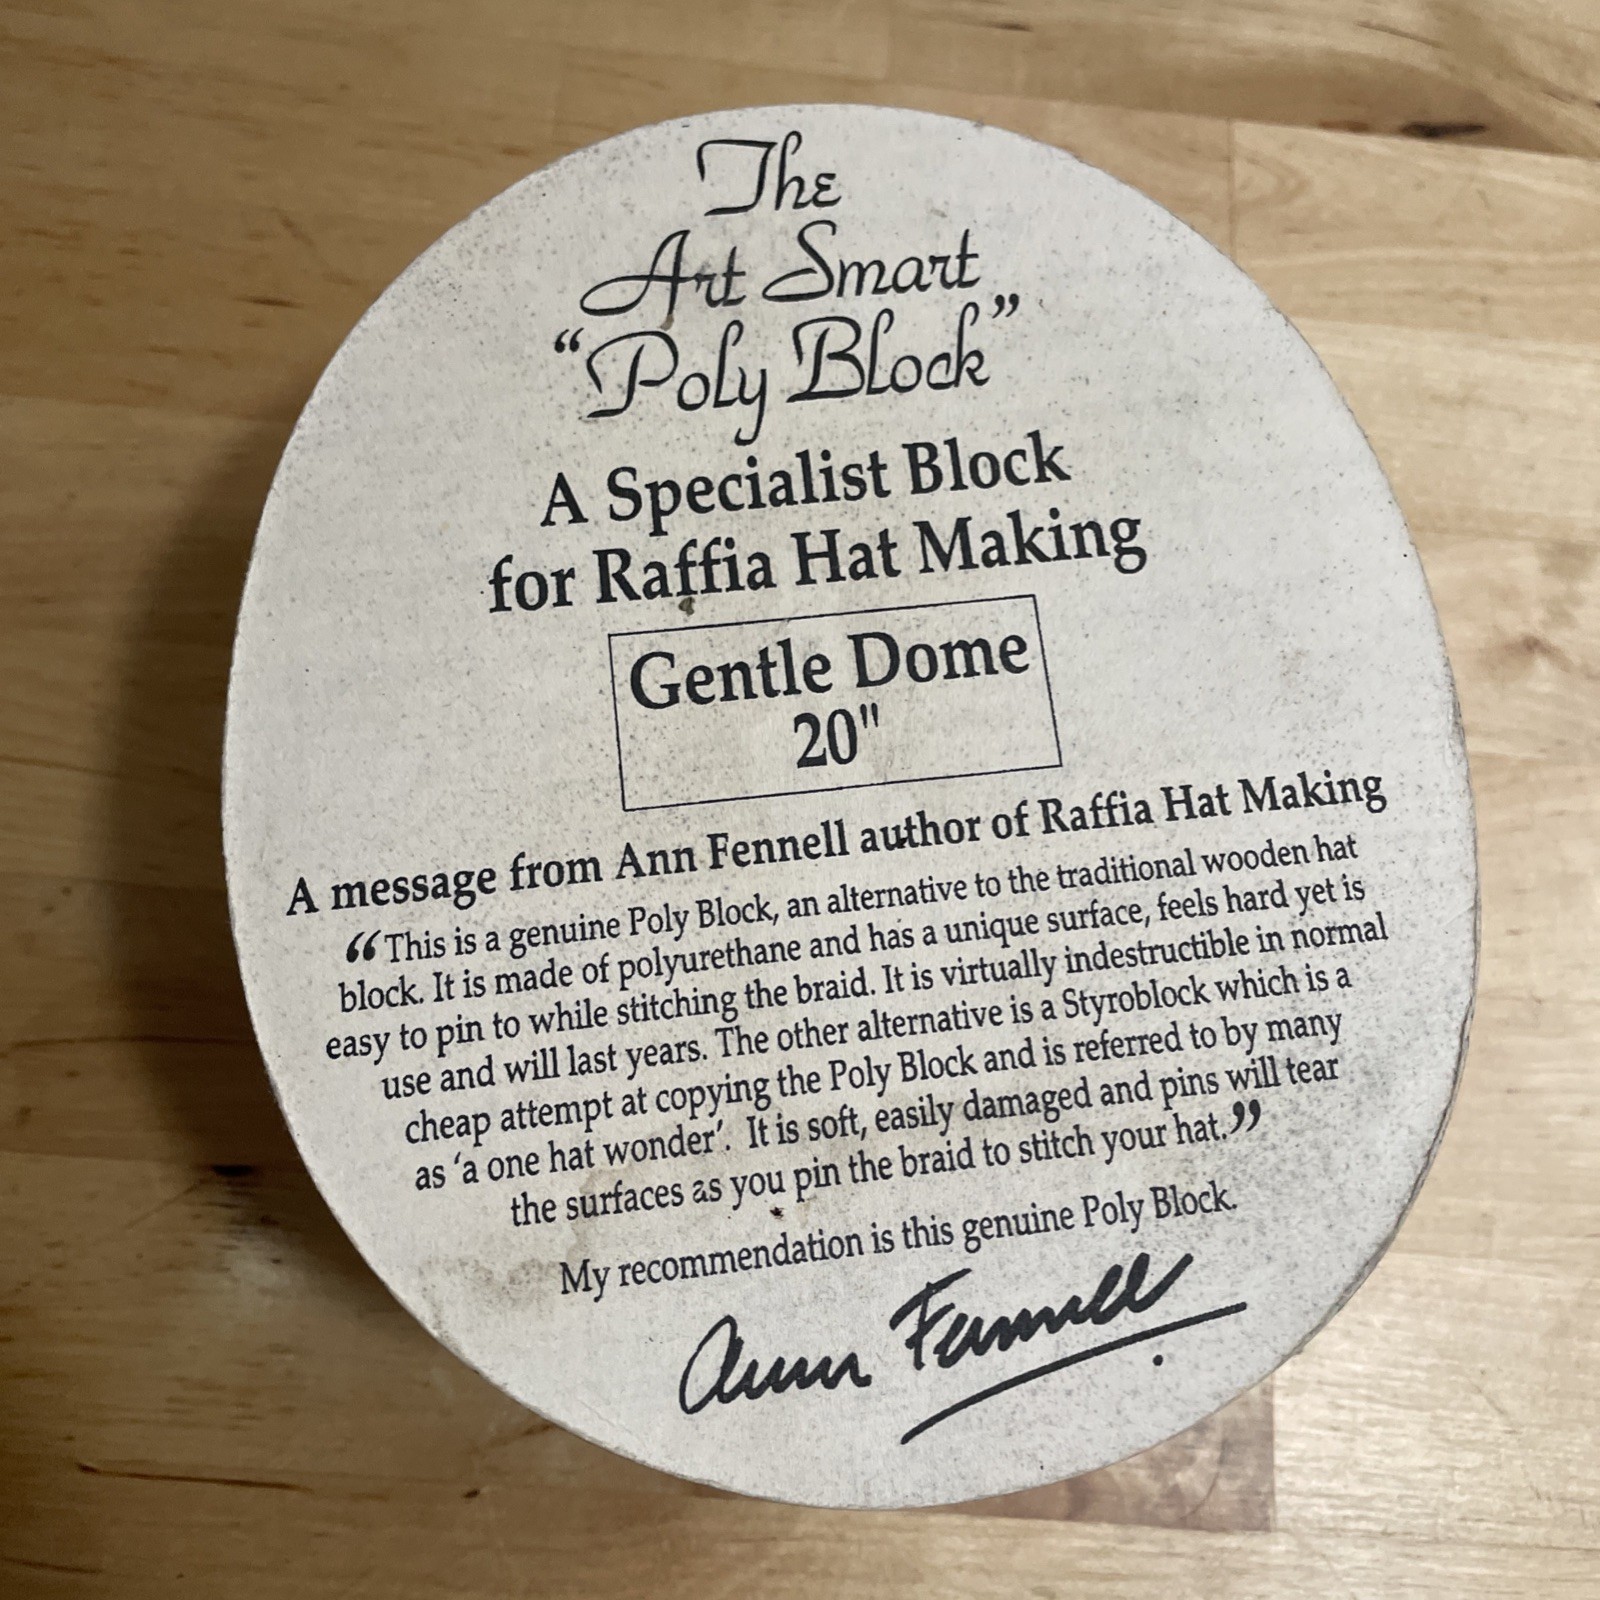 The
Art Smart
“Poly Block”
A Specialist Block
for Raffia Hat Making
Gentle Dome
20"
A message from Ann Fennell author of Raffia Hat Making
“This is a genuine Poly Block, an alternative to the traditional wooden hat
block. It is made of polyurethane and has a unique surface, feels hard yet is
easy to pin to while stitching the braid. It is virtually indestructible in normal
use and will last years. The other alternative is a Styroblock which is a
cheap attempt at copying the Poly Block and is referred to by many
as ‘a one hat wonder’. It is soft, easily damaged and pins will tear
the surfaces as you pin the braid to stitch your hat.”
My recommendation is this genuine Poly Block.
Ann Fennell